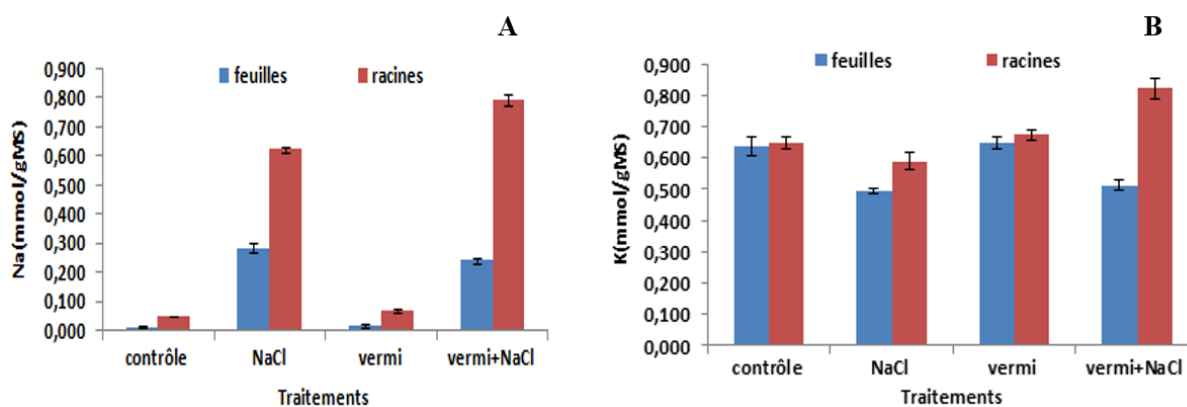 A
Na(mmol/gMS)
feuilles
racines
0,900
0,800
0,700
0,600
0,500
0,400
0,300
0,200
0,100
0,000
contrôle
NaCl
vermi
vermi+NaCl
Traitements
B
K(mmol/gMS)
feuilles
racines
0,900
0,800
0,700
0,600
0,500
0,400
0,300
0,200
0,100
0,000
contrôle
NaCl
vermi
vermi+NaCl
Traitements